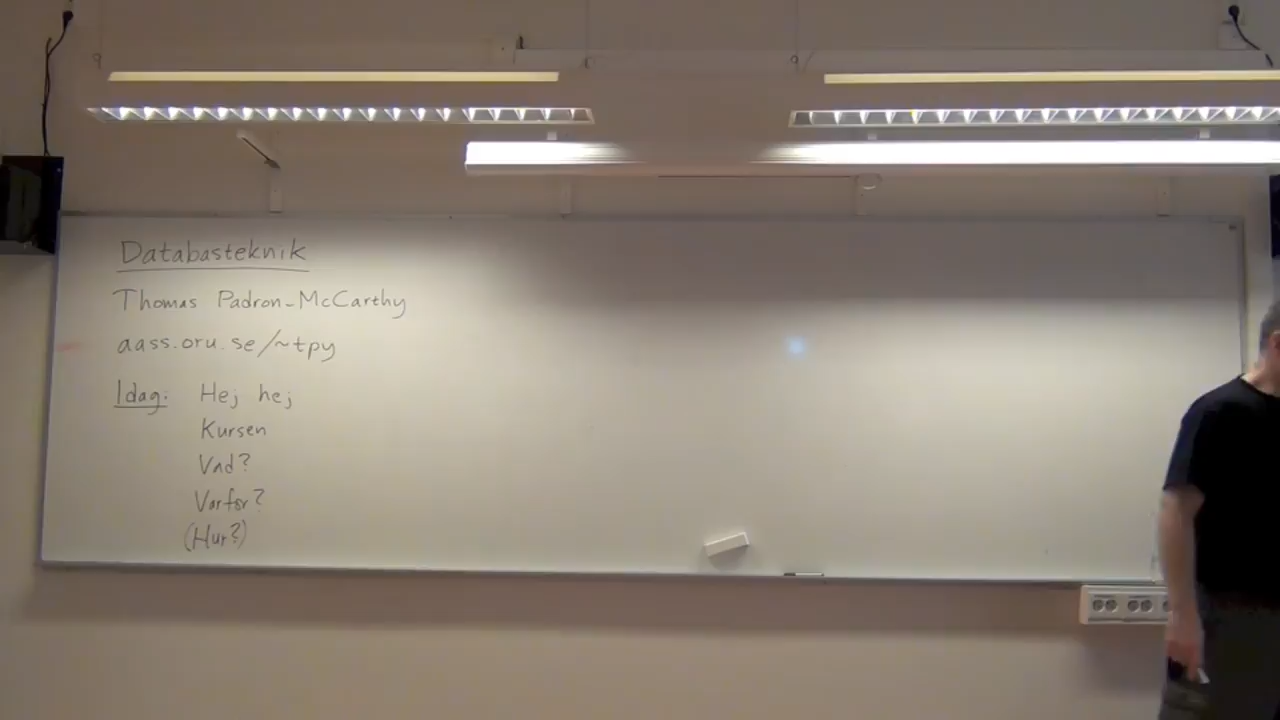 Databasteknik
Thomas Padron-McCarthy
aass.oru.se/~tpy
Idag: Hej hej
Kursen
Vad?
Varför?
(Hur?)